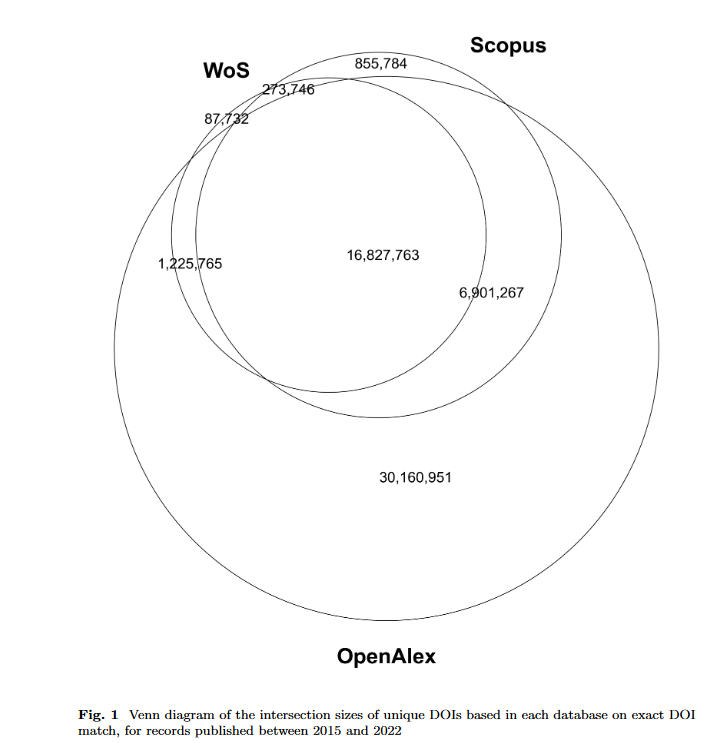 Scopus
855,784
WoS
273,746
87,732
16,827,763
1,225,765
6,901,267
30,160,951
OpenAlex
Fig. 1 Venn diagram of the intersection sizes of unique DOIs based in each database on exact DOI
match, for records published between 2015 and 2022